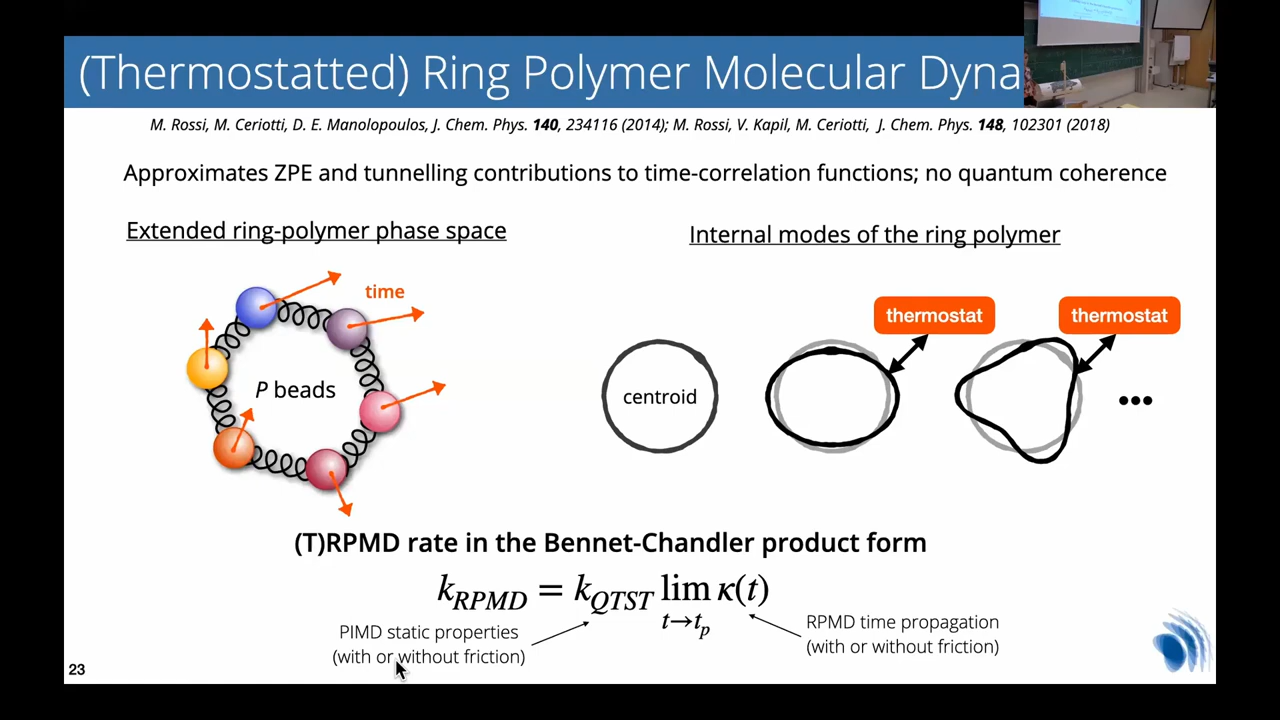 (Thermostatted) Ring Polymer Molecular Dyna
M. Rossi, M. Ceriotti, D. E. Manolopoulos, J. Chem. Phys. 140, 234116 (2014); M. Rossi, V. Kapil, M. Ceriotti, J. Chem. Phys. 148, 102301 (2018)
Approximates ZPE and tunnelling contributions to time-correlation functions; no quantum coherence
Extended ring-polymer phase space
Internal modes of the ring polymer
time
P beads
centroid
thermostat
thermostat
•••
(T)RPMD rate in the Bennet-Chandler product form
k_RPMD = k_QTST lim_{t→t_p} κ(t)
PIMD static properties
(with or without friction)
RPMD time propagation
(with or without friction)
23